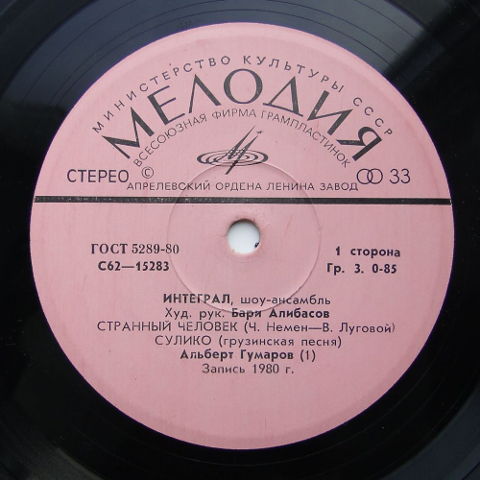 МИНИСТЕРСТВО КУЛЬТУРЫ СССР
МЕЛОДИЯ
ВСЕСОЮЗНАЯ ФИРМА ГРАМПЛАСТИНОК
СТЕРЕО © 33
АПРЕЛЕВСКИЙ ОРДЕНА ЛЕНИНА ЗАВОД
ГОСТ 5289-80 1 сторона
С62—15283 Гр. 3. 0-85
ИНТЕГРАЛ, шоу-ансамбль
Худ. рук. Баря Алибасов
СТРАННЫЙ ЧЕЛОВЕК (Ч. Немен—В. Луговой)
СУЛИКО (грузинская песня)
Альберт Гумаров (1)
Запись 1980 г.